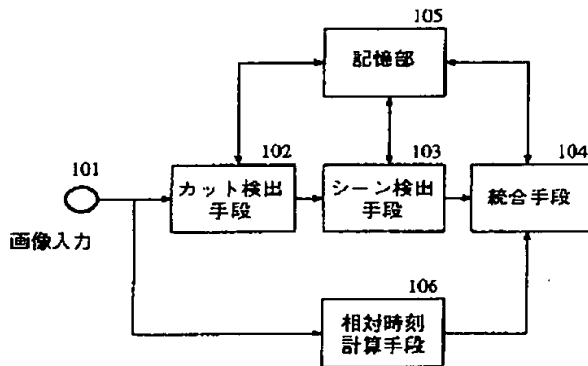 105
記憶部
101
画像入力
102
カット検出
手段
103
シーン検出
手段
104
統合手段
106
相対時刻
計算手段